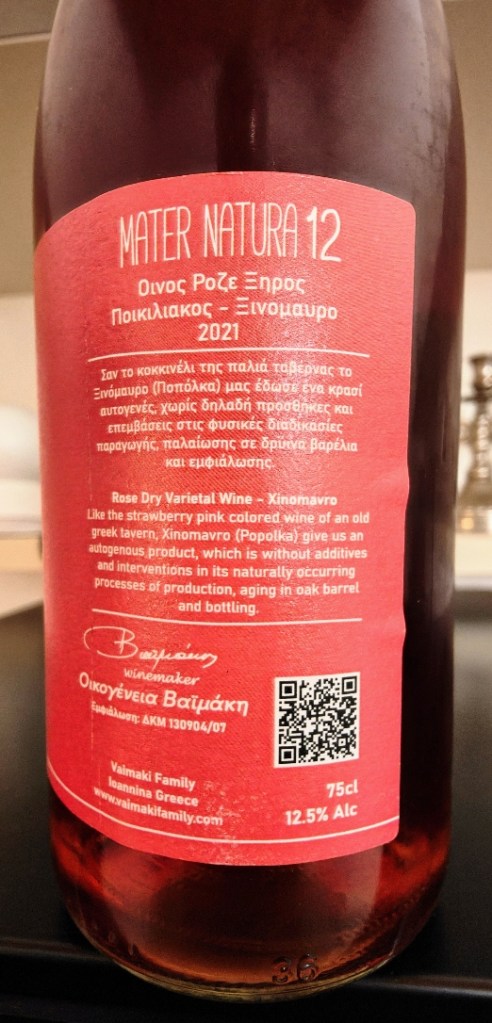 MATER NATURA 12
Οινος Ροζε Ξηρος
Ποικιλιακος - Ξινομαυρο
2021
Σαν το κοκκινέλι της παλιά ταβέρνας το
Ξινόμαυρο (Ποπόλκα) μας έδωσε ένα κρασί
αυτογενές, χωρίς δηλαδή προσθήκες και
επεμβάσεις στις φυσικές διαδικασίες
παραγωγής, παλαίωσης σε δρύινα βαρέλια
και εμφιάλωσης.
Rose Dry Varietal Wine - Xinomavro
Like the strawberry pink colored wine of an old
greek tavern, Xinomavro (Popolka) give us an
autogenous product, which is without additives
and interventions in its naturally occurring
processes of production, aging in oak barrel
and bottling.
Βαϊμάκης
winemaker
Οικογένεια Βαϊμάκη
Εμφιάλωση: ΔΚΜ 130904/07
Vaimaki Family
Ioannina Greece
www.vaimakifamily.com
75cl
12.5% Alc
36